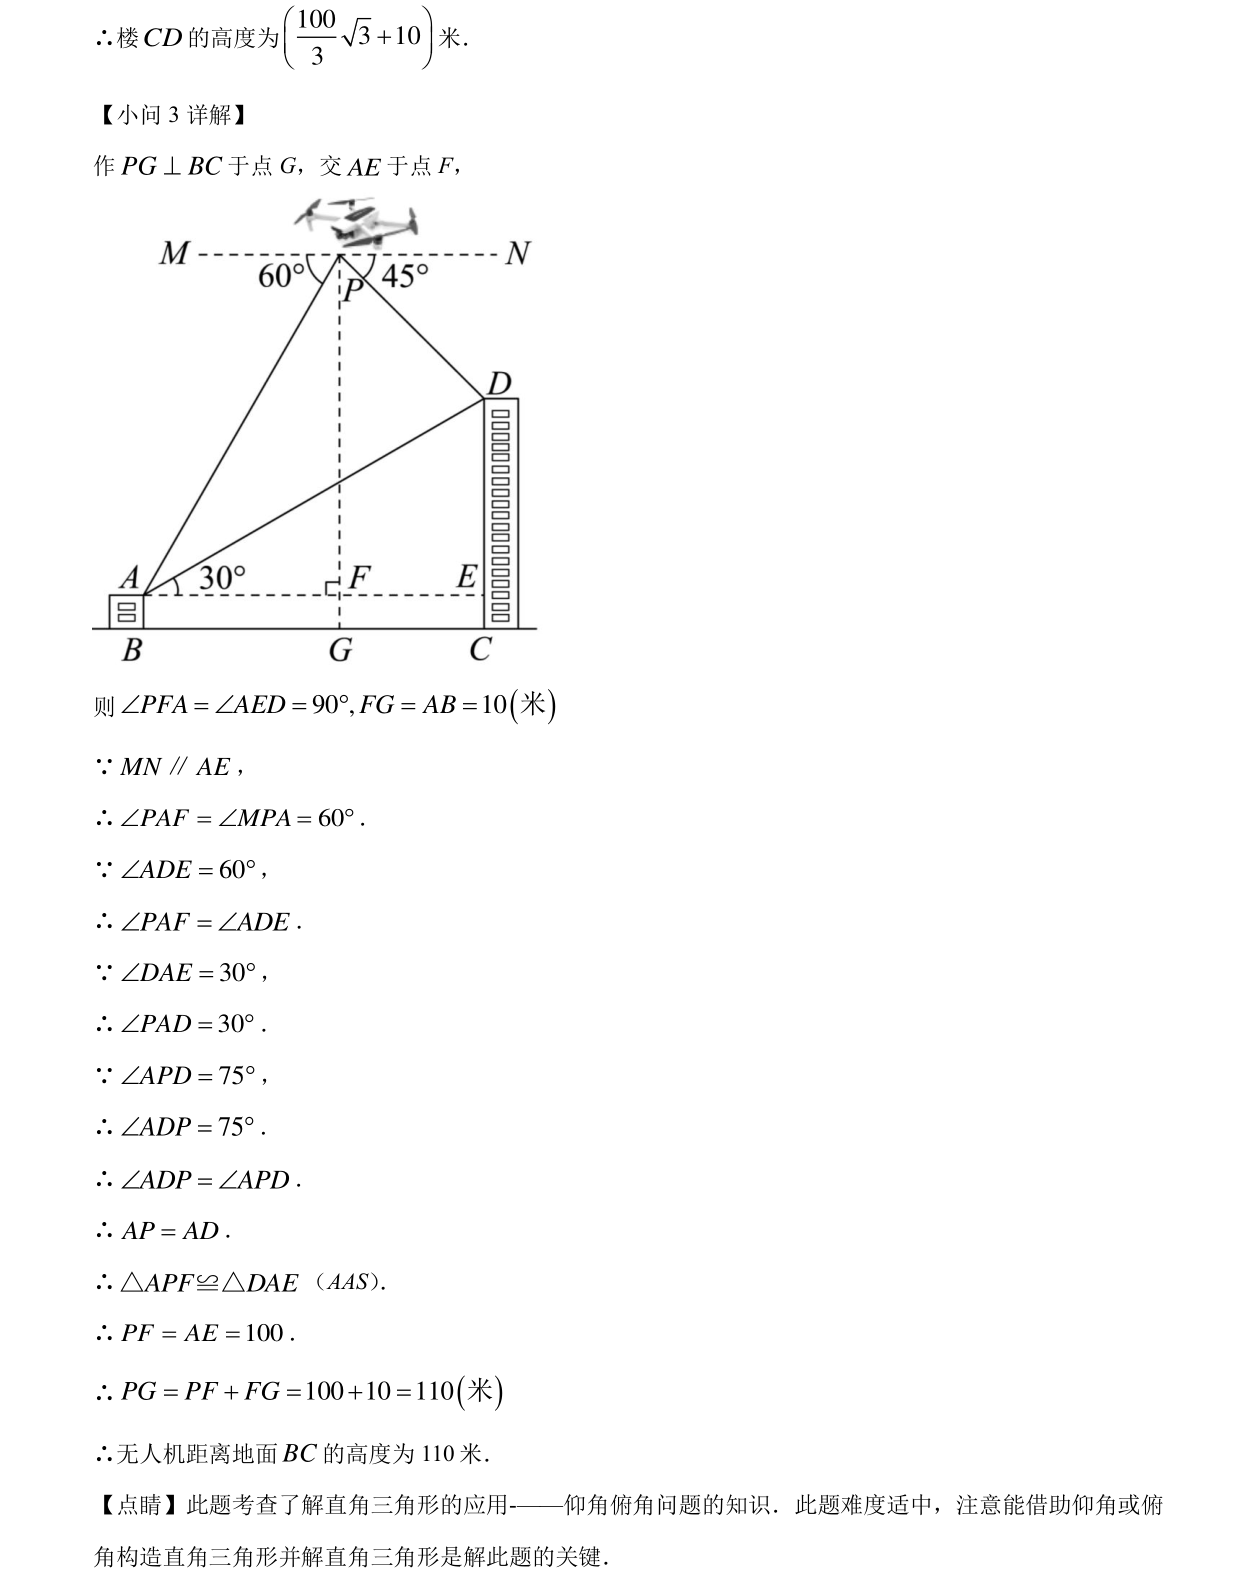 ∴楼CD的高度为(100/3 √3+10)米.
【小问 3 详解】
作PG⊥BC于点 G，交AE于点 F，
M
N
60°
45°
P
D
A
30°
F
E
B
G
C
则∠PFA=∠AED=90°,FG=AB=10(米)
∵MN∥AE，
∴∠PAF=∠MPA=60°.
∵∠ADE=60°，
∴∠PAF=∠ADE.
∵∠DAE=30°，
∴∠PAD=30°.
∵∠APD=75°，
∴∠ADP=75°.
∴∠ADP=∠APD.
∴AP=AD.
∴△APF≌△DAE（AAS）.
∴PF=AE=100.
∴PG=PF+FG=100+10=110(米)
∴无人机距离地面BC的高度为 110 米.
【点睛】此题考查了解直角三角形的应用-——仰角俯角问题的知识．此题难度适中，注意能借助仰角或俯
角构造直角三角形并解直角三角形是解此题的关键．